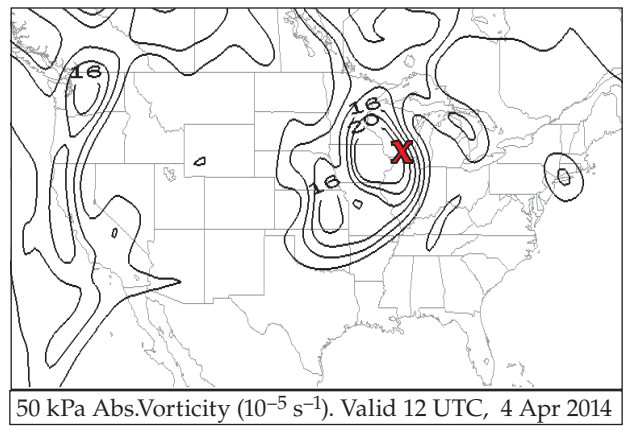 16
16
20
X
16
50 kPa Abs.Vorticity (10⁻⁵ s⁻¹). Valid 12 UTC, 4 Apr 2014